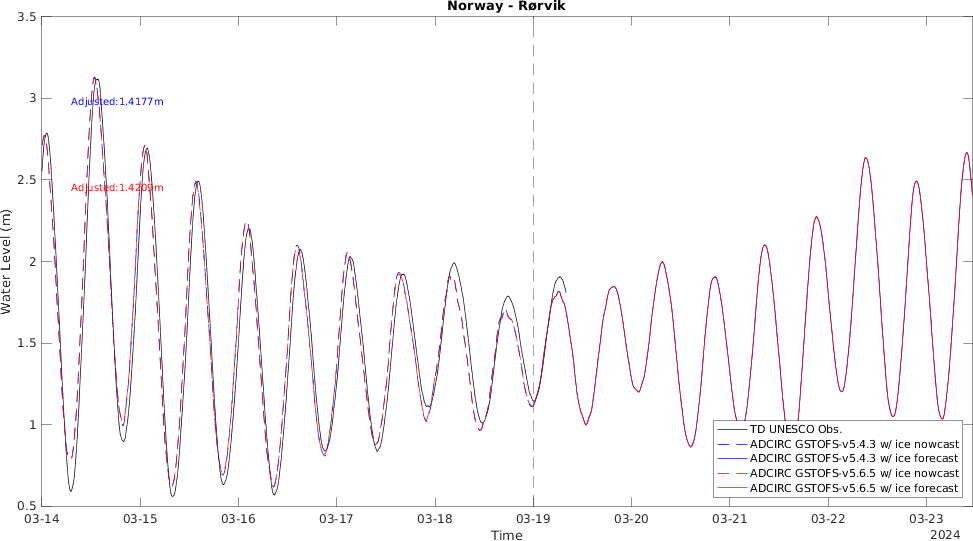 Norway - Rørvik
3.5
3
2.5
2
1.5
1
0.5
Water Level (m)
Adjusted:1.4177m
Adjusted:1.4209m
TD UNESCO Obs.
ADCIRC GSTOFS-v5.4.3 w/ ice nowcast
ADCIRC GSTOFS-v5.4.3 w/ ice forecast
ADCIRC GSTOFS-v5.6.5 w/ ice nowcast
ADCIRC GSTOFS-v5.6.5 w/ ice forecast
03-14 03-15 03-16 03-17 03-18 03-19 03-20 03-21 03-22 03-23
Time
2024